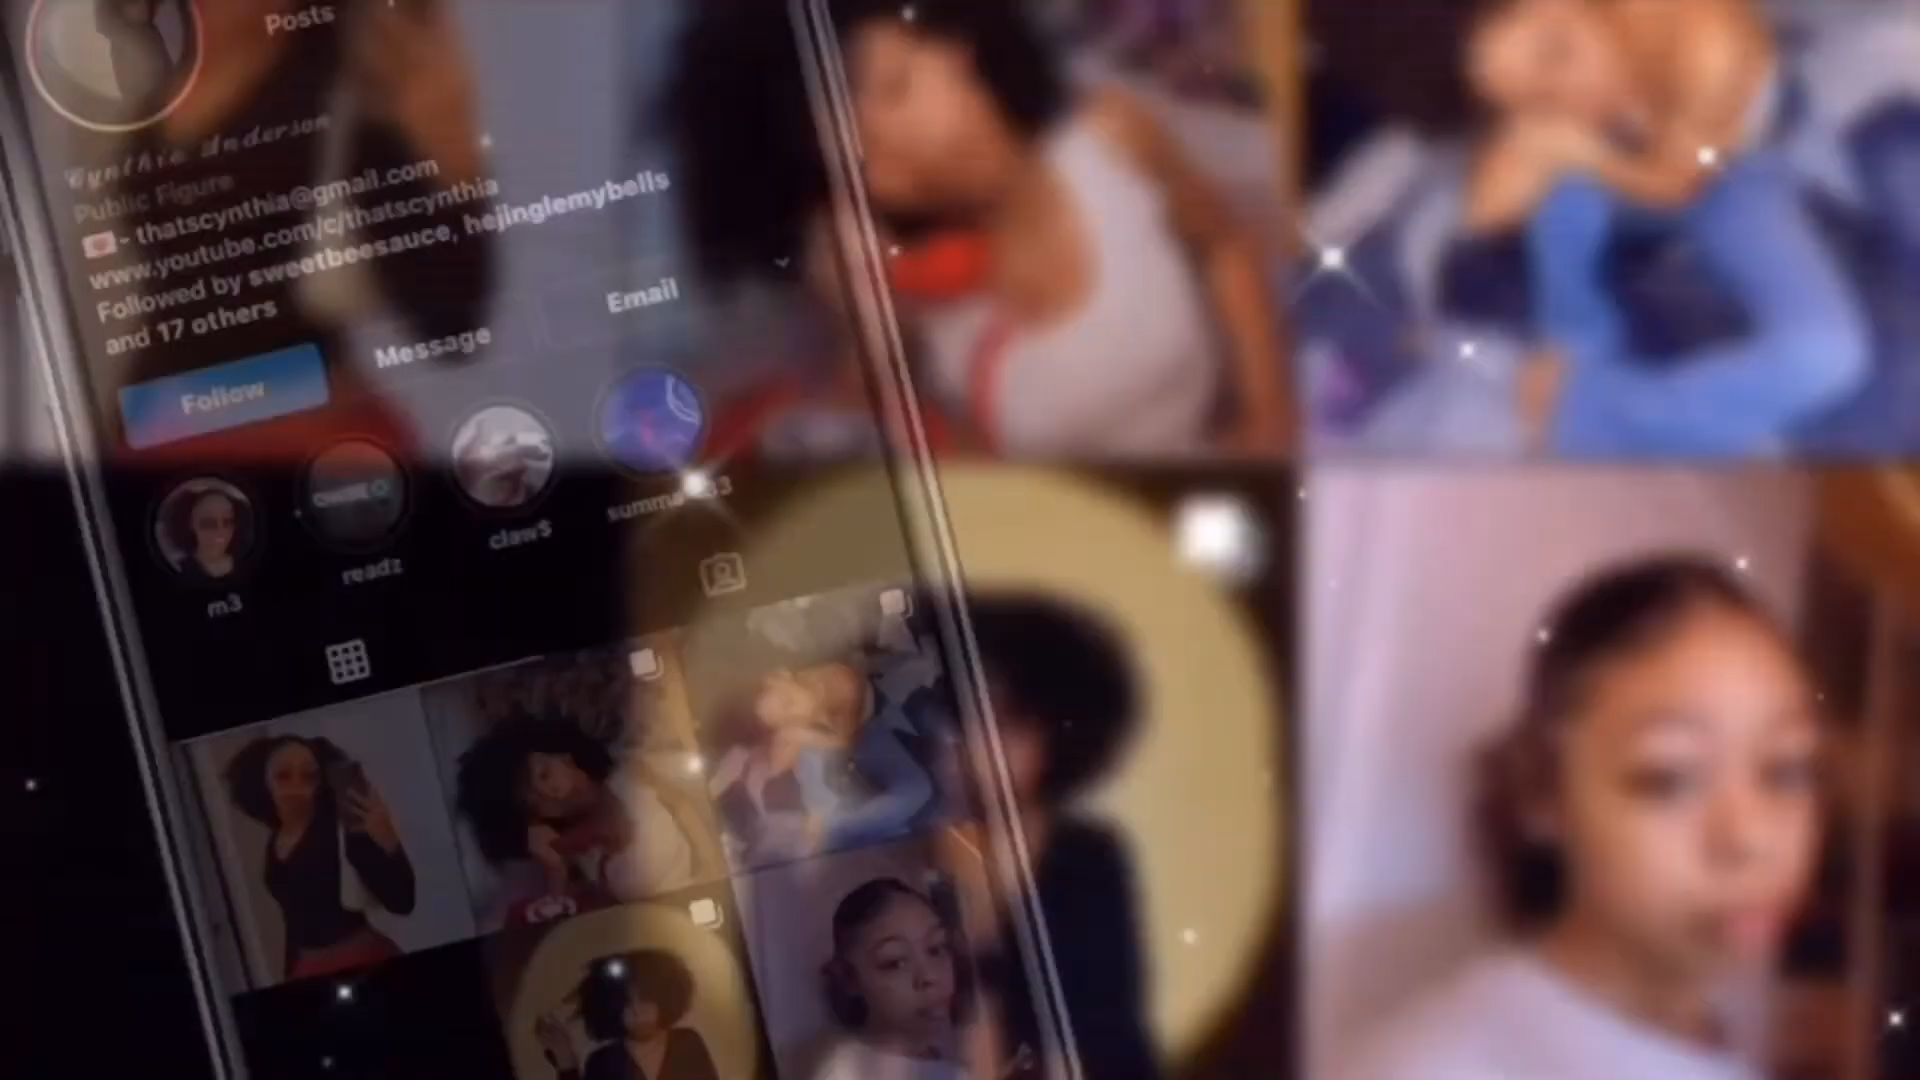 Posts
Cynthia Anderson
Public Figure
💌- thatscynthia@gmail.com
www.youtube.com/c/thatscynthia
Followed by sweetbeesauce, hejinglemybells
and 17 others
Follow
Message
Email
m3
readz
claw$